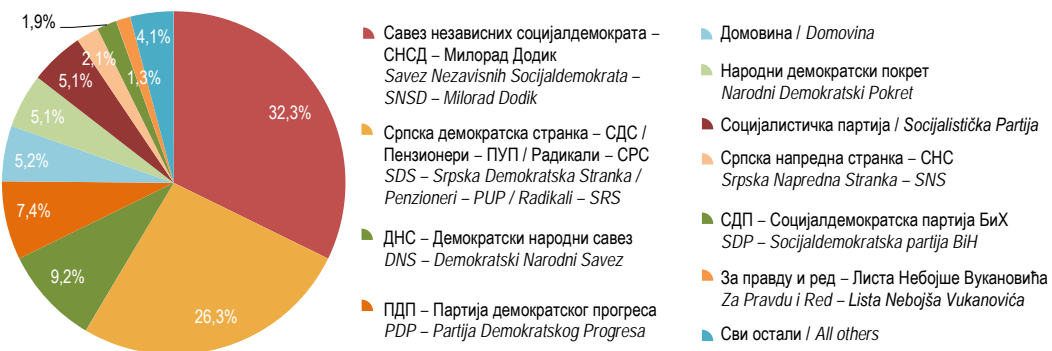 1,9%
4,1%
2,1%
1,3%
5,1%
32,3%
5,1%
5,2%
7,4%
9,2%
26,3%
Савез независних социјалдемократа –
СНСД – Милорад Додик
Savez Nezavisnih Socijaldemokrata –
SNSD – Milorad Dodik
Српска демократска странка – СДС /
Пензионери – ПУП / Радикали – СРС
SDS – Srpska Demokratska Stranka /
Penzioneri – PUP / Radikali – SRS
ДНС – Демократски народни савез
DNS – Demokratski Narodni Savez
ПДП – Партија демократског прогреса
PDP – Partija Demokratskog Progresa
Домовина / Domovina
Народни демократски покрет
Narodni Demokratski Pokret
Социјалистичка партија / Socijalistička Partija
Српска напредна странка – СНС
Srpska Napredna Stranka – SNS
СДП – Социјалдемократска партија БиХ
SDP – Socijaldemokratska partija BiH
За правду и ред – Листа Небојше Вукановића
Za Pravdu i Red – Lista Nebojša Vukanovića
Сви остали / All others